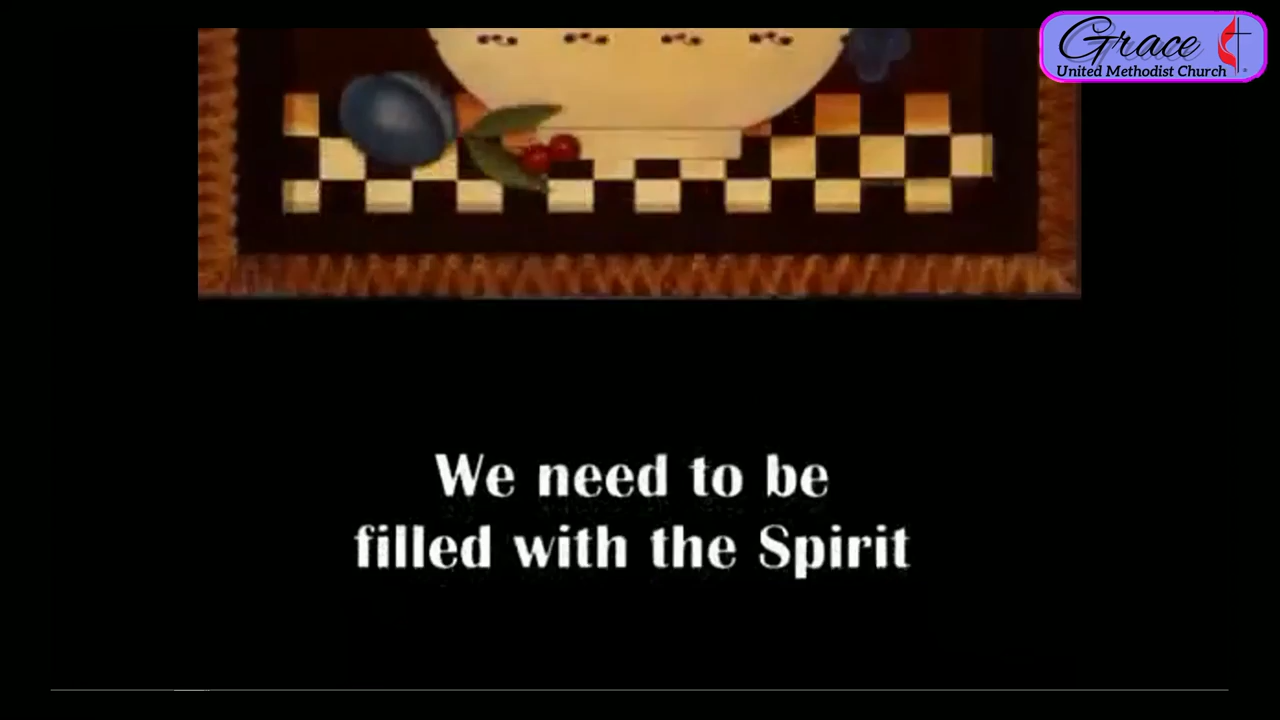 Grace
United Methodist Church
We need to be
filled with the Spirit